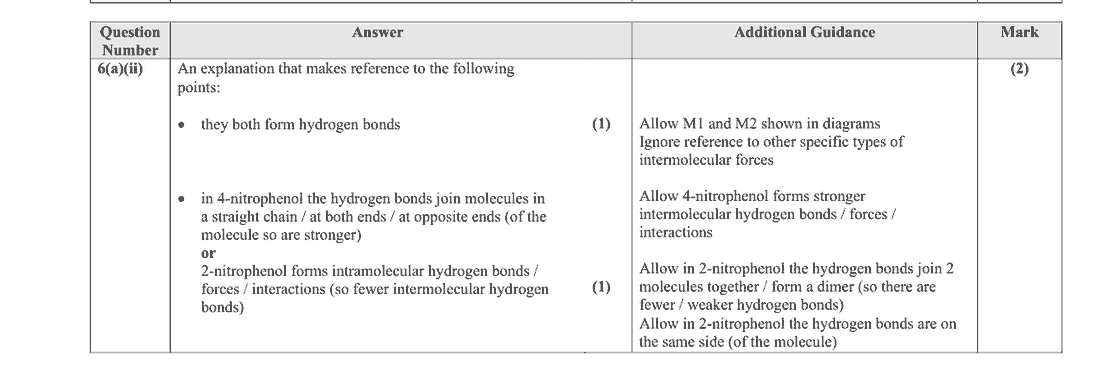 Question Number
Answer
Additional Guidance
Mark
6(a)(ii)
An explanation that makes reference to the following
points:
(2)
• they both form hydrogen bonds
(1)
Allow M1 and M2 shown in diagrams
Ignore reference to other specific types of
intermolecular forces
• in 4-nitrophenol the hydrogen bonds join molecules in
a straight chain / at both ends / at opposite ends (of the
molecule so are stronger)
or
2-nitrophenol forms intramolecular hydrogen bonds /
forces / interactions (so fewer intermolecular hydrogen
bonds)
(1)
Allow 4-nitrophenol forms stronger
intermolecular hydrogen bonds / forces /
interactions
Allow in 2-nitrophenol the hydrogen bonds join 2
molecules together / form a dimer (so there are
fewer / weaker hydrogen bonds)
Allow in 2-nitrophenol the hydrogen bonds are on
the same side (of the molecule)